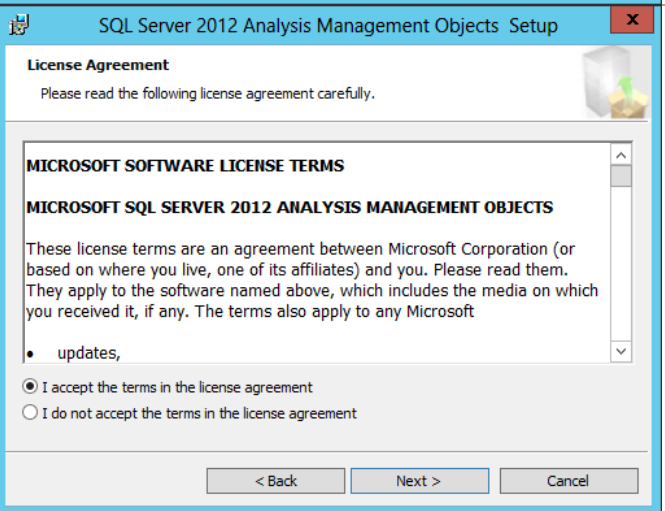 SQL Server 2012 Analysis Management Objects Setup
x
License Agreement
Please read the following license agreement carefully.
MICROSOFT SOFTWARE LICENSE TERMS
MICROSOFT SQL SERVER 2012 ANALYSIS MANAGEMENT OBJECTS
These license terms are an agreement between Microsoft Corporation (or
based on where you live, one of its affiliates) and you. Please read them.
They apply to the software named above, which includes the media on which
you received it, if any. The terms also apply to any Microsoft
• updates,
I accept the terms in the license agreement
I do not accept the terms in the license agreement
< Back
Next >
Cancel